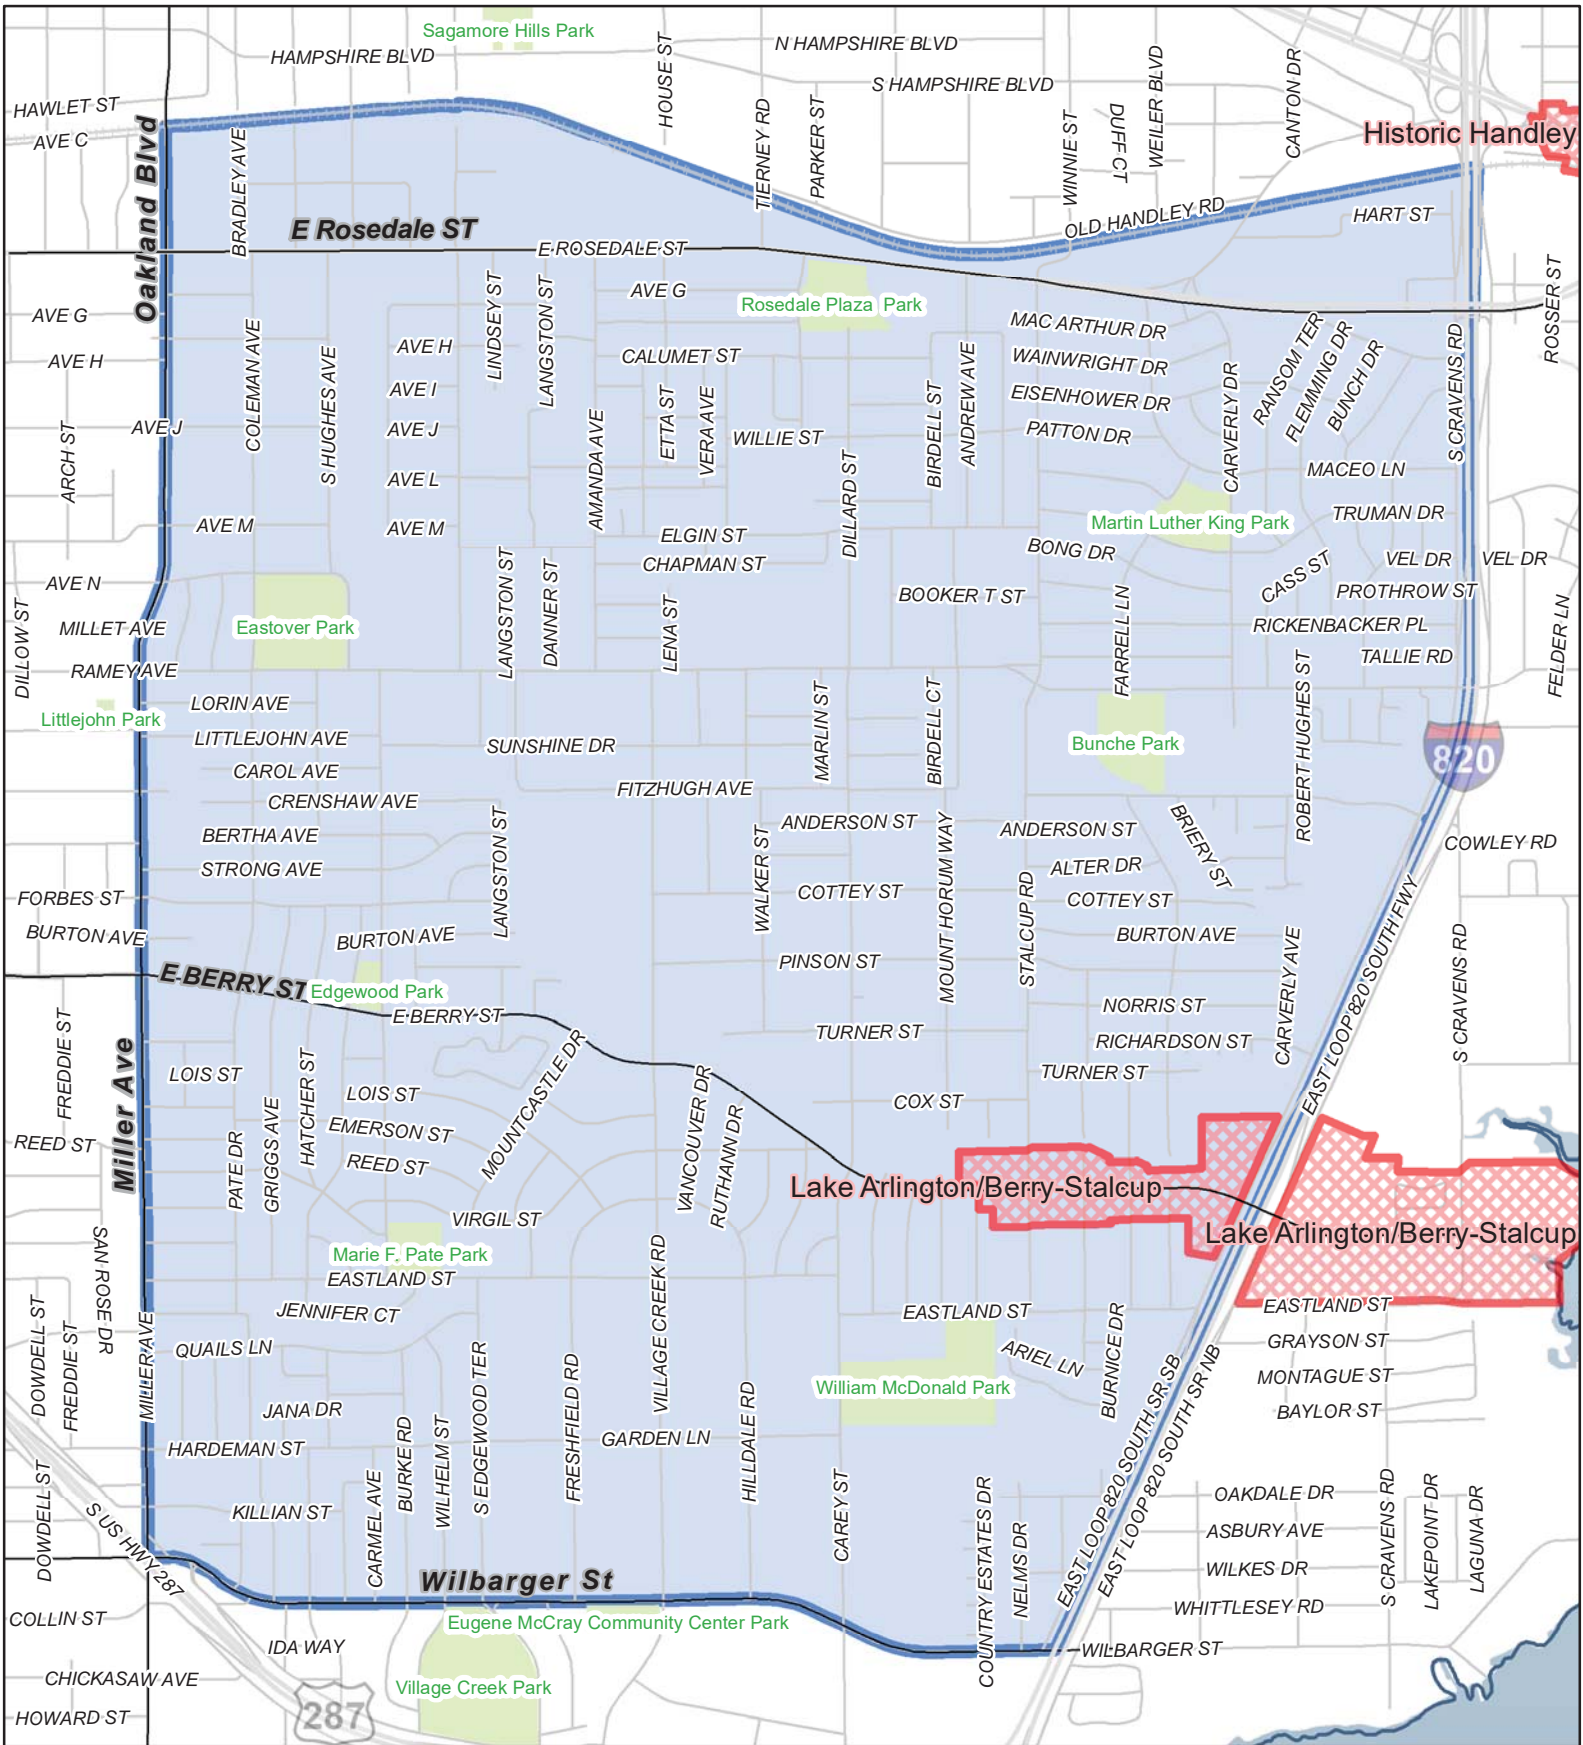 Sagamore Hills Park
HAMPSHIRE BLVD
HOUSE ST
N HAMPSHIRE BLVD
S HAMPSHIRE BLVD
WEILER BLVD
CANTON DR
HAWLET ST
AVE C
Oakland Blvd
BRADLEY AVE
TIERNEY RD
PARKER ST
WINNIE ST
DUFF CT
Historic Handley
E Rosedale ST
E ROSEDALE ST
OLD HANDLEY RD
HART ST
ROSSER ST
AVE G
AVE G
LINDSEY ST
LANGSTON ST
Rosedale Plaza Park
MAC ARTHUR DR
RANSOM TER
FLEMMING DR
BUNCH DR
S CRAVENS RD
AVE H
COLEMAN AVE
S HUGHES AVE
AVE H
CALUMET ST
WAINWRIGHT DR
AVE I
ETTA ST
VERA AVE
BIRDELL ST
ANDREW AVE
EISENHOWER DR
CARVERLY DR
ARCH ST
AVE J
AVE J
AMANDA AVE
WILLIE ST
PATTON DR
AVE L
DILLARD ST
MACEO LN
AVE M
AVE M
ELGIN ST
Martin Luther King Park
TRUMAN DR
CHAPMAN ST
BONG DR
CASS ST
VEL DR
VEL DR
AVE N
LANGSTON ST
DANNER ST
LENA ST
BOOKER T ST
FARRELL LN
PROTHROW ST
DILLOW ST
MILLET AVE
Eastover Park
RICKENBACKER PL
FELDER LN
RAMEY AVE
TALLIE RD
Littlejohn Park
LORIN AVE
MARLIN ST
BIRDELL CT
ROBERT HUGHES ST
LITTLEJOHN AVE
SUNSHINE DR
Bunche Park
820
CAROL AVE
CRENSHAW AVE
FITZHUGH AVE
BERTHA AVE
LANGSTON ST
WALKER ST
ANDERSON ST
MOUNT HORUM WAY
ANDERSON ST
BRIERY ST
COWLEY RD
STRONG AVE
ALTER DR
FORBES ST
COTTEY ST
STALCUP RD
COTTEY ST
EAST LOOP 820 SOUTH FWY
BURTON AVE
BURTON AVE
BURTON AVE
CARVERLY AVE
S CRAVENS RD
E BERRY ST
Edgewood Park
PINSON ST
E BERRY ST
NORRIS ST
FREDDIE ST
Miller Ave
TURNER ST
RICHARDSON ST
LOIS ST
HATCHER ST
LOIS ST
MOUNTCASTLE DR
VANCOUVER DR
RUTHANN DR
TURNER ST
COX ST
REED ST
PATE DR
GRIGGS AVE
EMERSON ST
REED ST
Lake Arlington/Berry-Stalcup
VIRGIL ST
Lake Arlington/Berry-Stalcup
SAN ROSE DR
Marie F. Pate Park
VILLAGE CREEK RD
EASTLAND ST
DOWDELL ST
FREDDIE ST
MILLER AVE
JENNIFER CT
EASTLAND ST
BURNICE DR
EASTLAND ST
QUAILS LN
S EDGEWOOD TER
FRESHFIELD RD
ARIEL LN
GRAYSON ST
William McDonald Park
MONTAGUE ST
JANA DR
BURKE RD
WILHELM ST
HILLDALE RD
EAST LOOP 820 SOUTH SR SB
EAST LOOP 820 SOUTH SR NB
BAYLOR ST
HARDEMAN ST
GARDEN LN
DOWDELL ST
CARMEL AVE
CAREY ST
COUNTRY ESTATES DR
NELMS DR
OAKDALE DR
S CRAVENS RD
LAKEPOINT DR
LAGUNA DR
S US HWY 287
KILLIAN ST
ASBURY AVE
WILKES DR
Wilbarger St
COLLIN ST
Eugene McCray Community Center Park
WHITTLESEY RD
IDA WAY
WILBARGER ST
CHICKASAW AVE
Village Creek Park
HOWARD ST
287